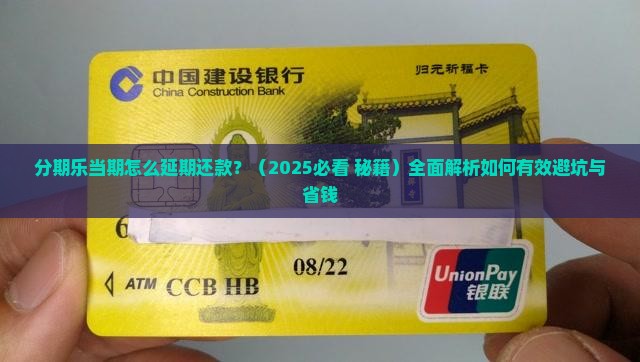 中国建设银行
China Construction Bank
归元祈福卡
分期乐当期怎么延期还款？（2025必看 秘籍）全面解析如何有效避坑与
省钱
6
08/22
ATM CCB HB
UnionPay
银联